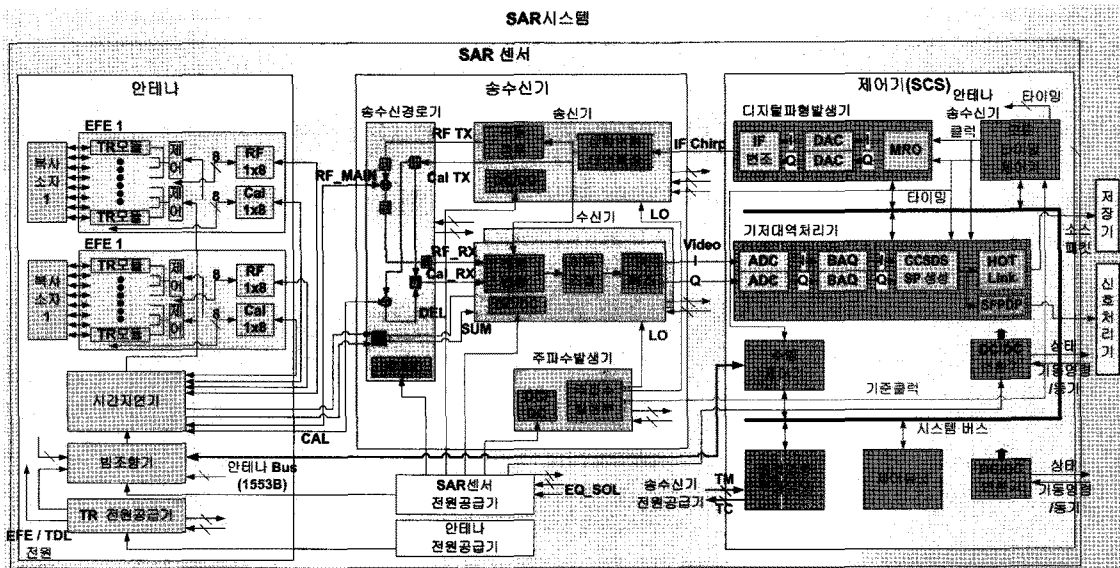 SAR시스템
SAR 센서
안테나
송수신기
제어기(SCS)
EFE 1
TR모듈
제어
RF 1x8
복사소자 1
8
8
Cal 1x8
TR모듈
제어
EFE 1
TR모듈
제어
RF 1x8
복사소자 1
8
8
Cal 1x8
TR모듈
제어
시간지연기
빔조향기
TR 전원공급기
EFE / TDL 전원
CAL
안테나 Bus
(1553B)
송수신경로기
RF_MAIN
RF TX
Cal TX
RF_RX
Cal_RX
DEL
SUM
송신기
수신기
LO
LO
주파수발생기
SAR센서
전원공급기
EQ_SOL
안테나
전원공급기
IF Chirp
Video
I
Q
디지털파형발생기
IF
변조
I
Q
DAC
DAC
I
Q
MRO
안테나
송수신기
클럭
타이밍
타이밍
기저대역처리기
ADC
ADC
I
Q
BAQ
BAQ
I
Q
CCSDS
SP 생성
HOT
Link
SFPDP
소스
패킷
저장기
신호처리기
DC/DC
상태
기동명령
/동기
기준클럭
시스템 버스
송수신기
전원공급기
TM
TC
상태
기동명령
/동기